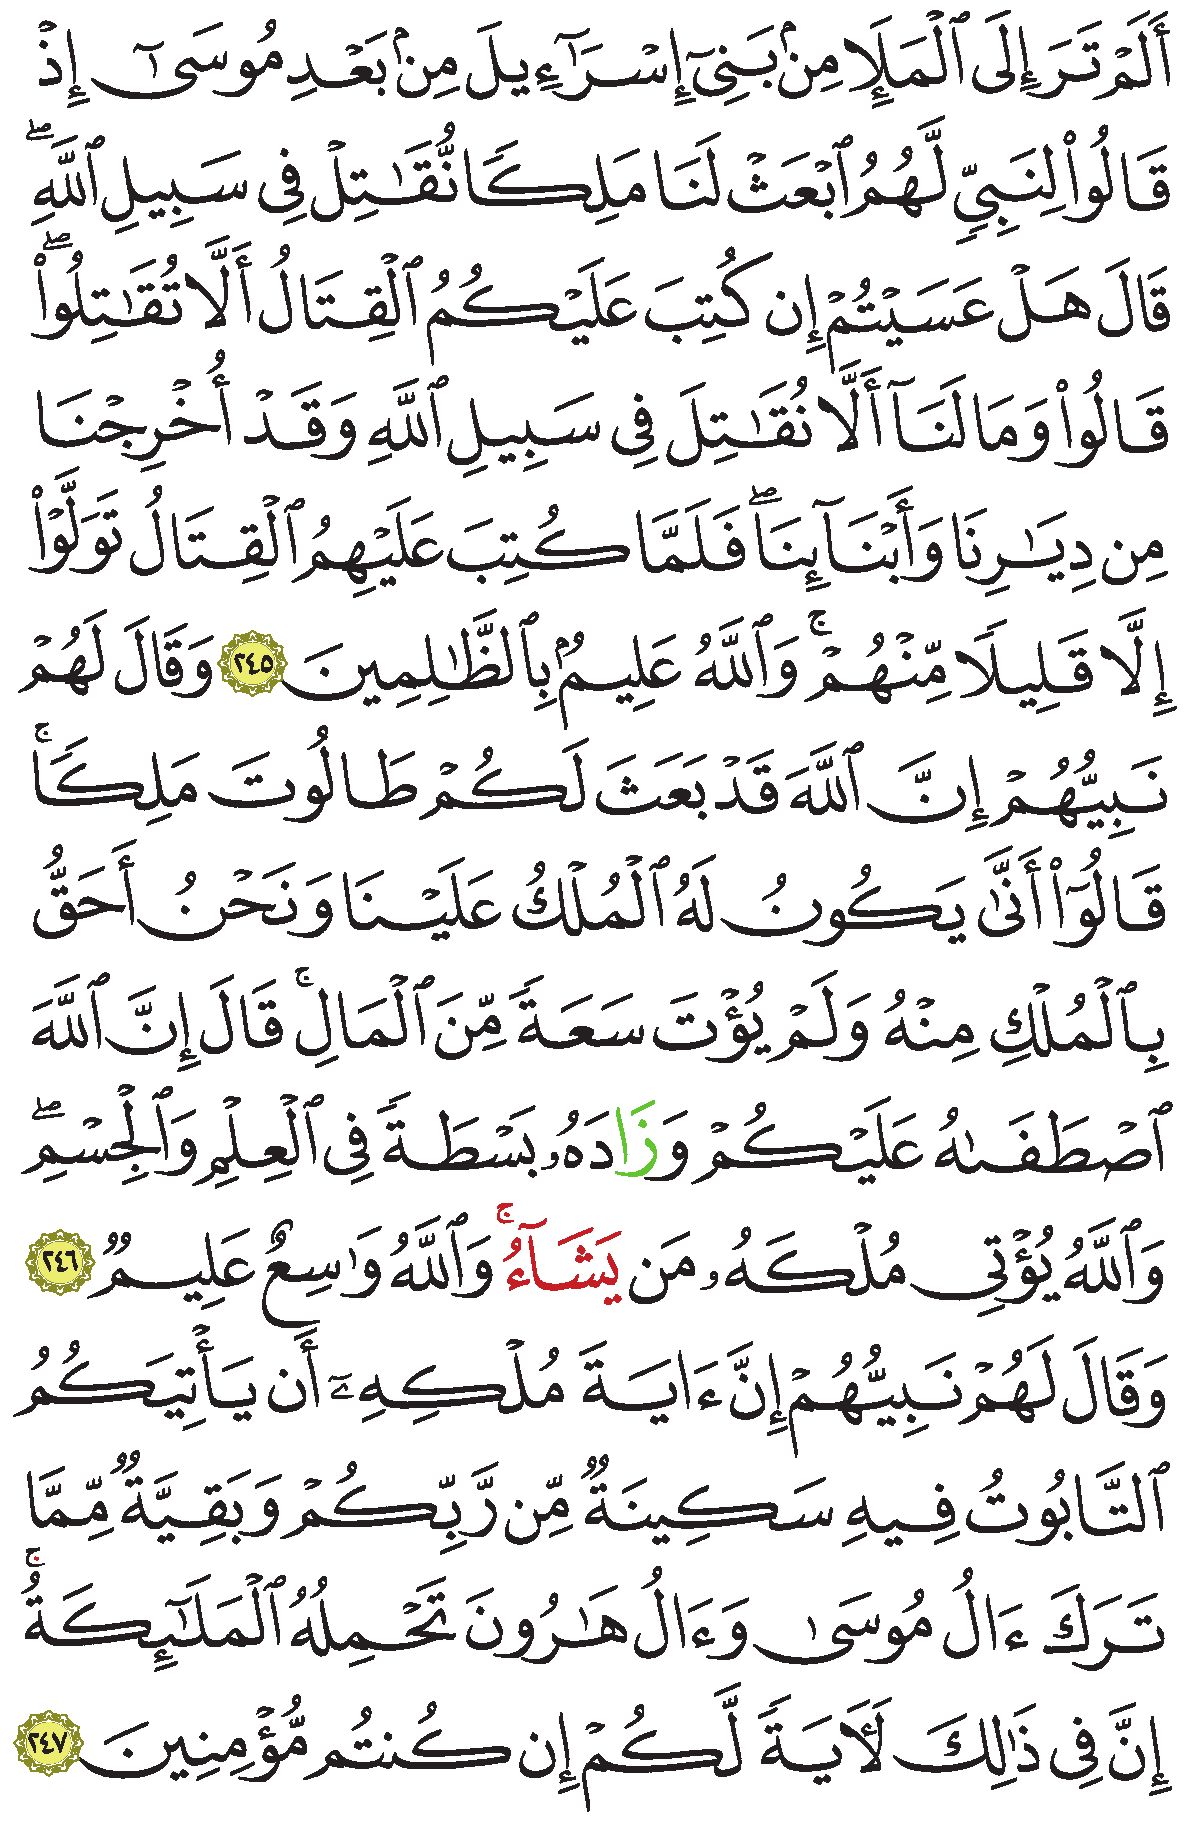 أَلَمْ تَرَ إِلَى ٱلْمَلَإِ مِنۢ بَنِىٓ إِسْرَٰٓءِيلَ مِنۢ بَعْدِ مُوسَىٰٓ إِذْ
قَالُوا۟ لِنَبِىٍّ لَّهُمُ ٱبْعَثْ لَنَا مَلِكًا نُّقَٰتِلْ فِى سَبِيلِ ٱللَّهِ ۖ
قَالَ هَلْ عَسَيْتُمْ إِن كُتِبَ عَلَيْكُمُ ٱلْقِتَالُ أَلَّا تُقَٰتِلُوا۟ ۖ
قَالُوا۟ وَمَا لَنَآ أَلَّا نُقَٰتِلَ فِى سَبِيلِ ٱللَّهِ وَقَدْ أُخْرِجْنَا
مِن دِيَٰرِنَا وَأَبْنَآئِنَا ۖ فَلَمَّا كُتِبَ عَلَيْهِمُ ٱلْقِتَالُ تَوَلَّوْا۟
إِلَّا قَلِيلًا مِّنْهُمْ ۚ وَٱللَّهُ عَلِيمٌۢ بِٱلظَّٰلِمِينَ ٢٤٥ وَقَالَ لَهُمْ
نَبِيُّهُمْ إِنَّ ٱللَّهَ قَدْ بَعَثَ لَكُمْ طَالُوتَ مَلِكًا ۚ
قَالُوٓا۟ أَنَّىٰ يَكُونُ لَهُ ٱلْمُلْكُ عَلَيْنَا وَنَحْنُ أَحَقُّ
بِٱلْمُلْكِ مِنْهُ وَلَمْ يُؤْتَ سَعَةً مِّنَ ٱلْمَالِ ۚ قَالَ إِنَّ ٱللَّهَ
ٱصْطَفَىٰهُ عَلَيْكُمْ وَزَادَهُۥ بَسْطَةً فِى ٱلْعِلْمِ وَٱلْجِسْمِ ۖ
وَٱللَّهُ يُؤْتِى مُلْكَهُۥ مَن يَشَآءُ ۚ وَٱللَّهُ وَٰسِعٌ عَلِيمٌ ٢٤٦
وَقَالَ لَهُمْ نَبِيُّهُمْ إِنَّ ءَايَةَ مُلْكِهِۦٓ أَن يَأْتِيَكُمُ
ٱلتَّابُوتُ فِيهِ سَكِينَةٌ مِّن رَّبِّكُمْ وَبَقِيَّةٌ مِّمَّا
تَرَكَ ءَالُ مُوسَىٰ وَءَالُ هَٰرُونَ تَحْمِلُهُ ٱلْمَلَٰٓئِكَةُ ۚ
إِنَّ فِى ذَٰلِكَ لَءَايَةً لَّكُمْ إِن كُنتُم مُّؤْمِنِينَ ٢٤٧